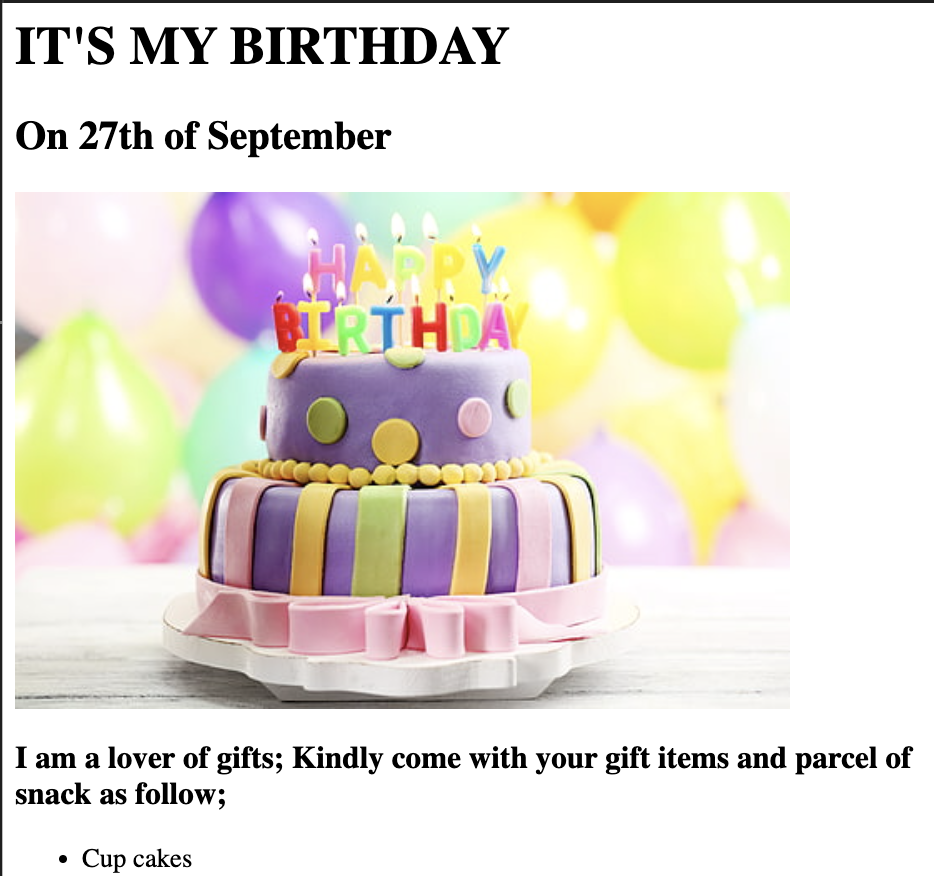 IT'S MY BIRTHDAY
On 27th of September
HAPPY
BIRTHDAY
I am a lover of gifts; Kindly come with your gift items and parcel of
snack as follow;
• Cup cakes